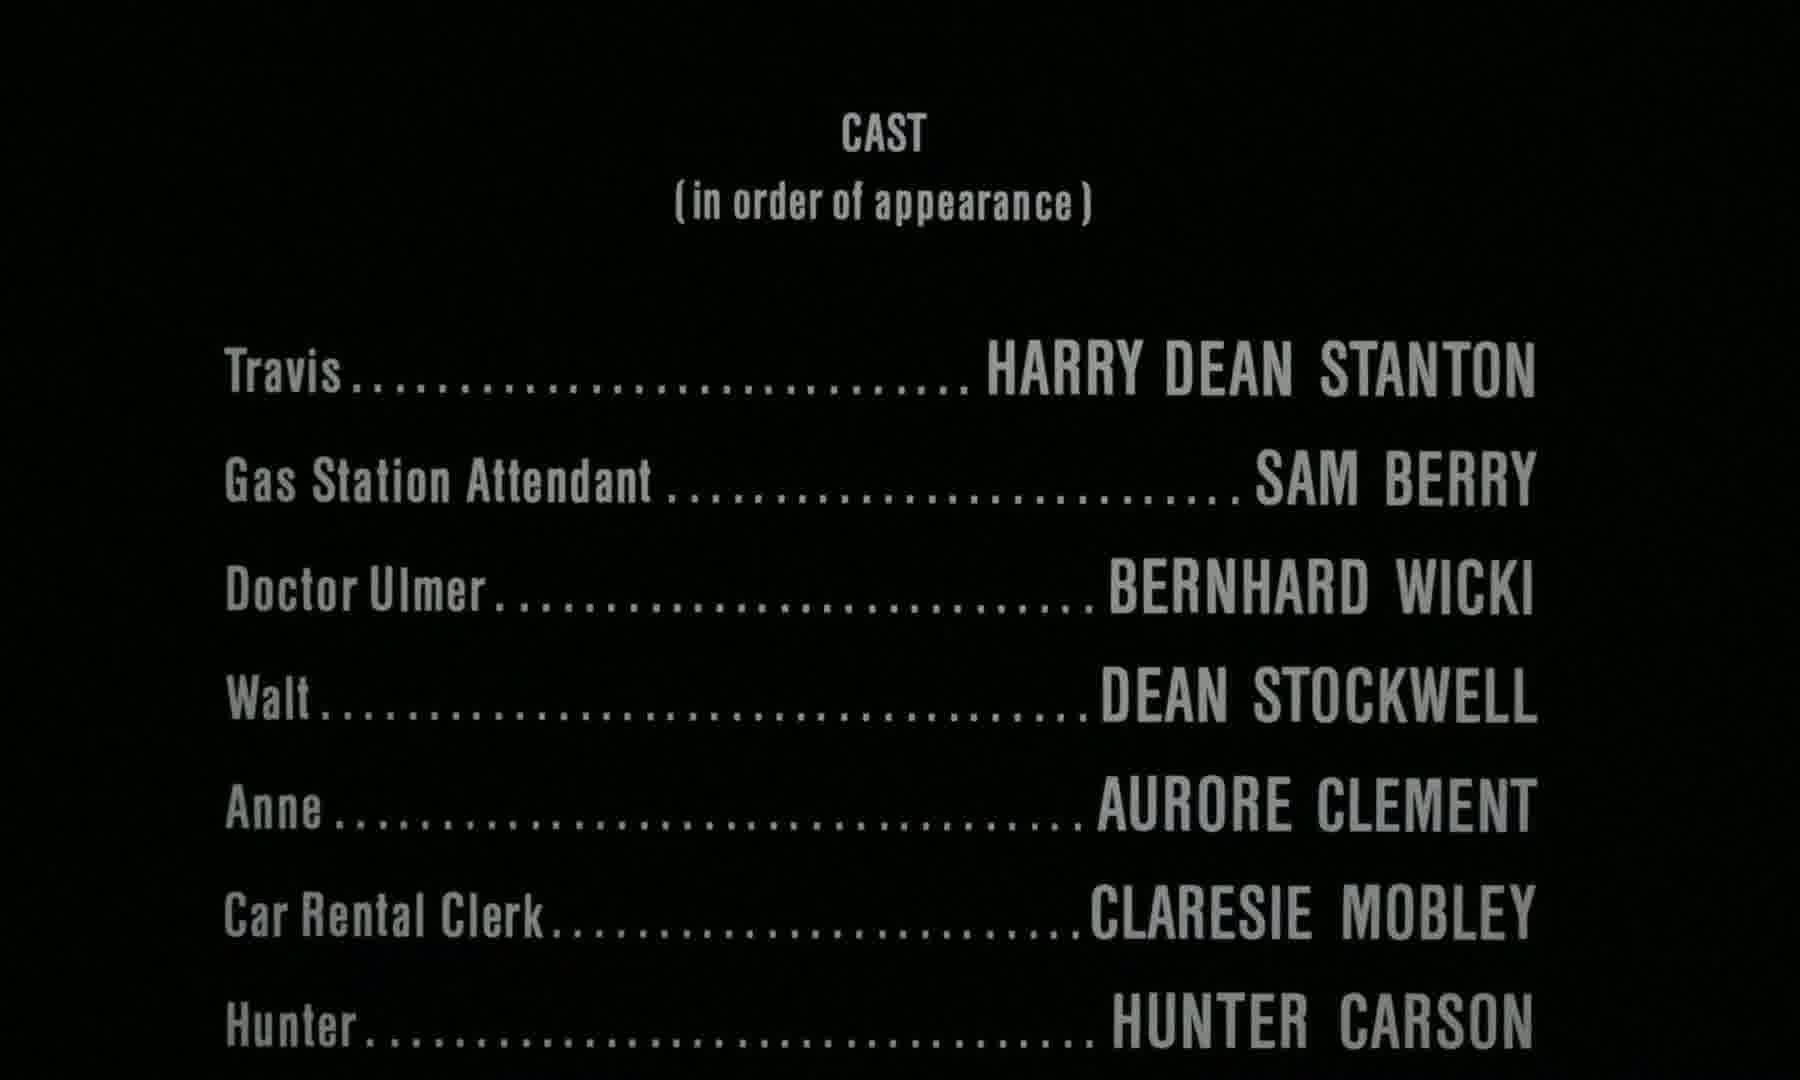 CAST
(in order of appearance)
Travis............................HARRY DEAN STANTON
Gas Station Attendant...........................SAM BERRY
Doctor Ulmer............................BERNHARD WICKI
Walt....................................DEAN STOCKWELL
Anne...................................AURORE CLEMENT
Car Rental Clerk.........................CLARESIE MOBLEY
Hunter..................................HUNTER CARSON